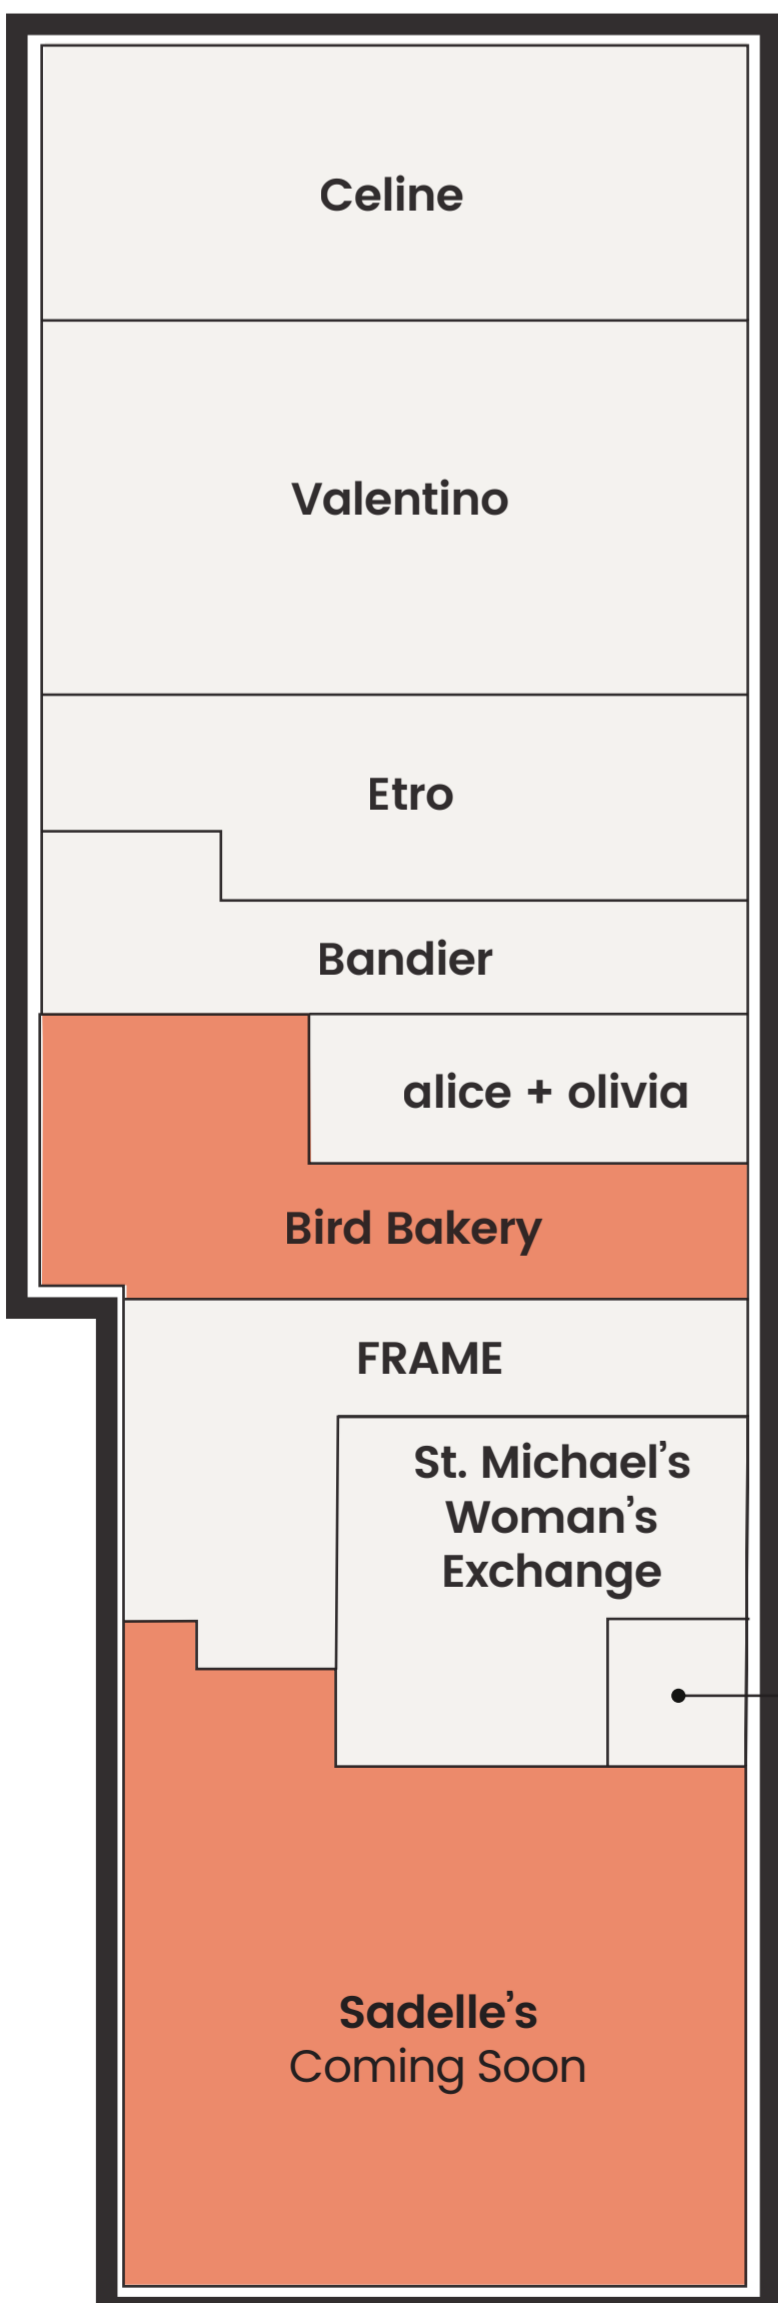 Celine
Valentino
Etro
Bandier
alice + olivia
Bird Bakery
FRAME
St. Michael’s
Woman’s
Exchange
Sadelle’s
Coming Soon